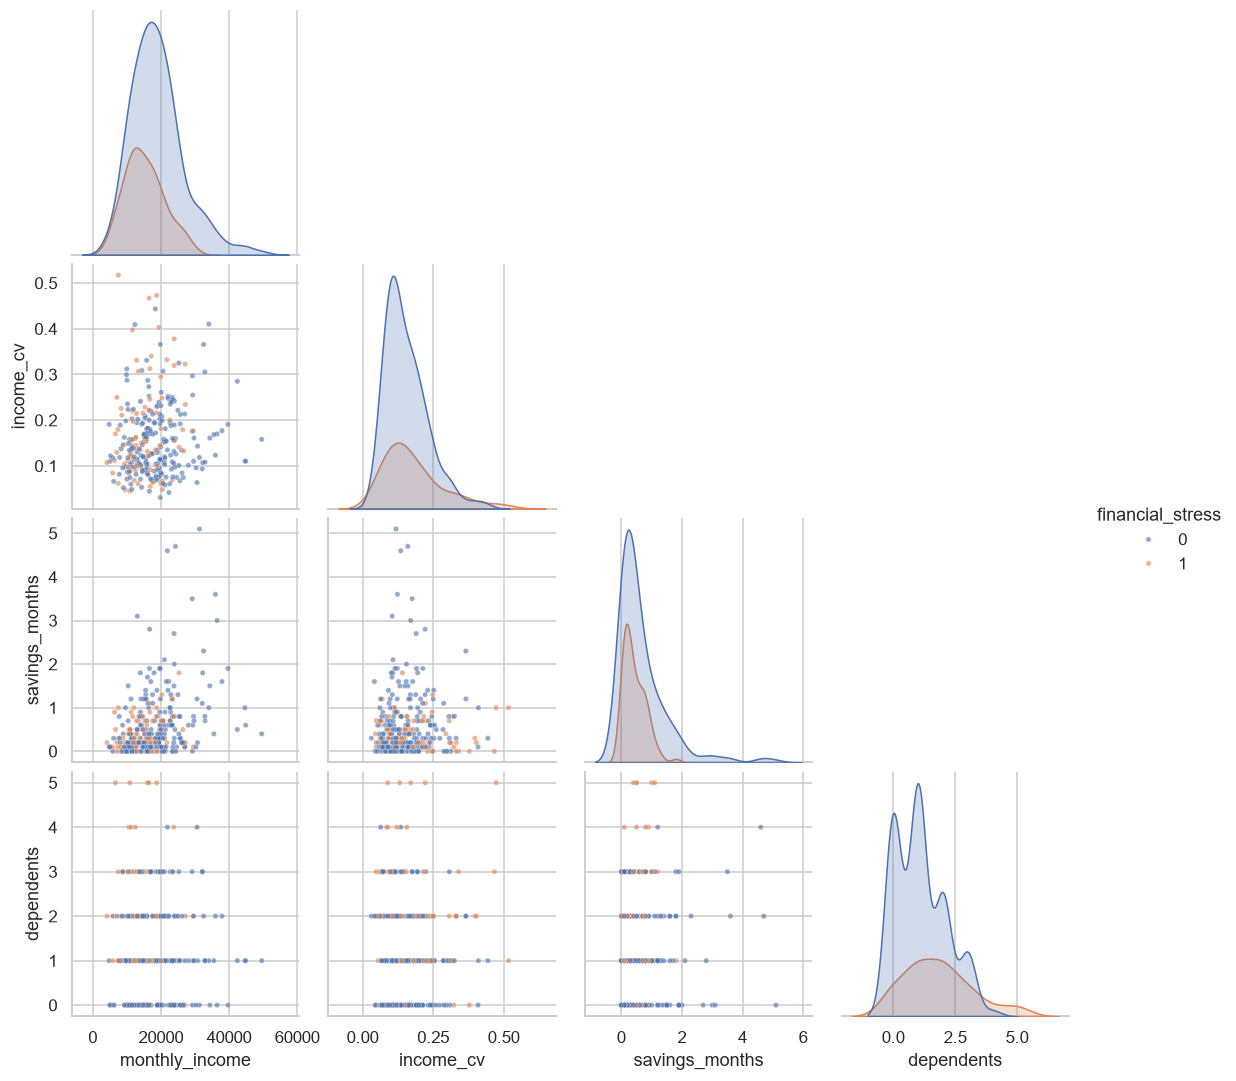 0.5
0.4
0.3
0.2
0.1
income_cv
5
4
3
2
1
0
savings_months
financial_stress
0
1
5
4
3
2
1
0
dependents
0 20000 40000 60000
monthly_income
0.00 0.25 0.50
income_cv
0 2 4 6
savings_months
0.0 2.5 5.0
dependents